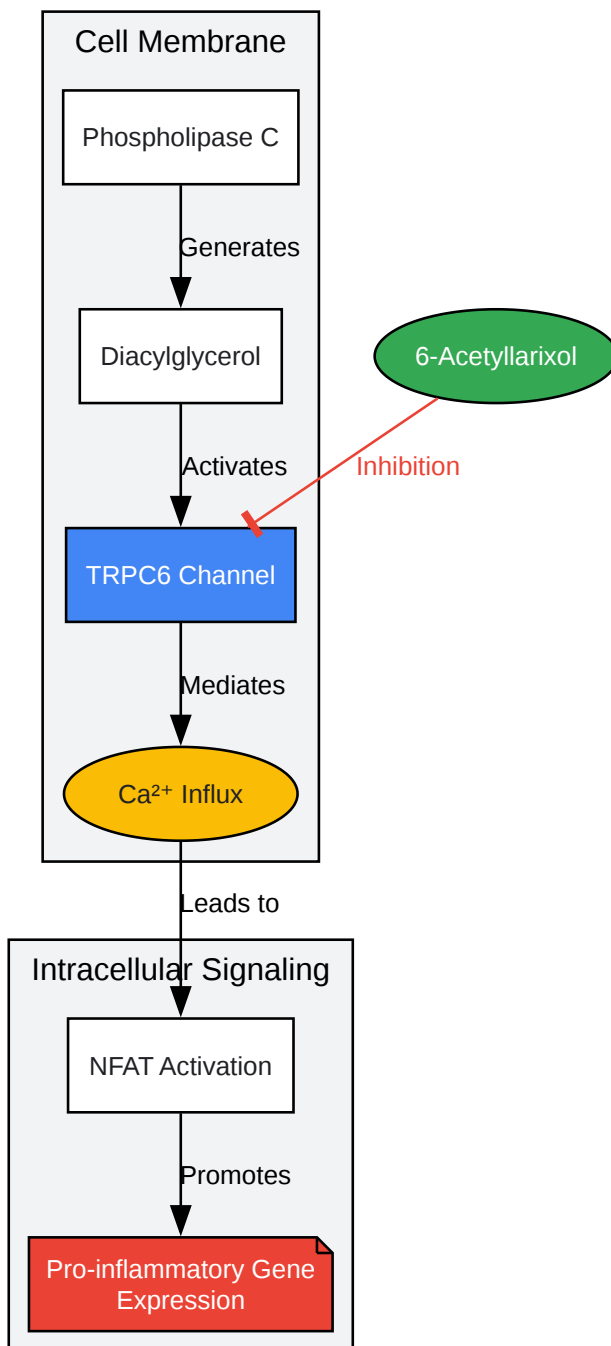 Cell Membrane
Phospholipase C
Generates
Diacylglycerol
6-Acetyllarixol
Activates
Inhibition
TRPC6 Channel
Mediates
Ca²⁺ Influx
Leads to
Intracellular Signaling
NFAT Activation
Promotes
Pro-inflammatory Gene
Expression